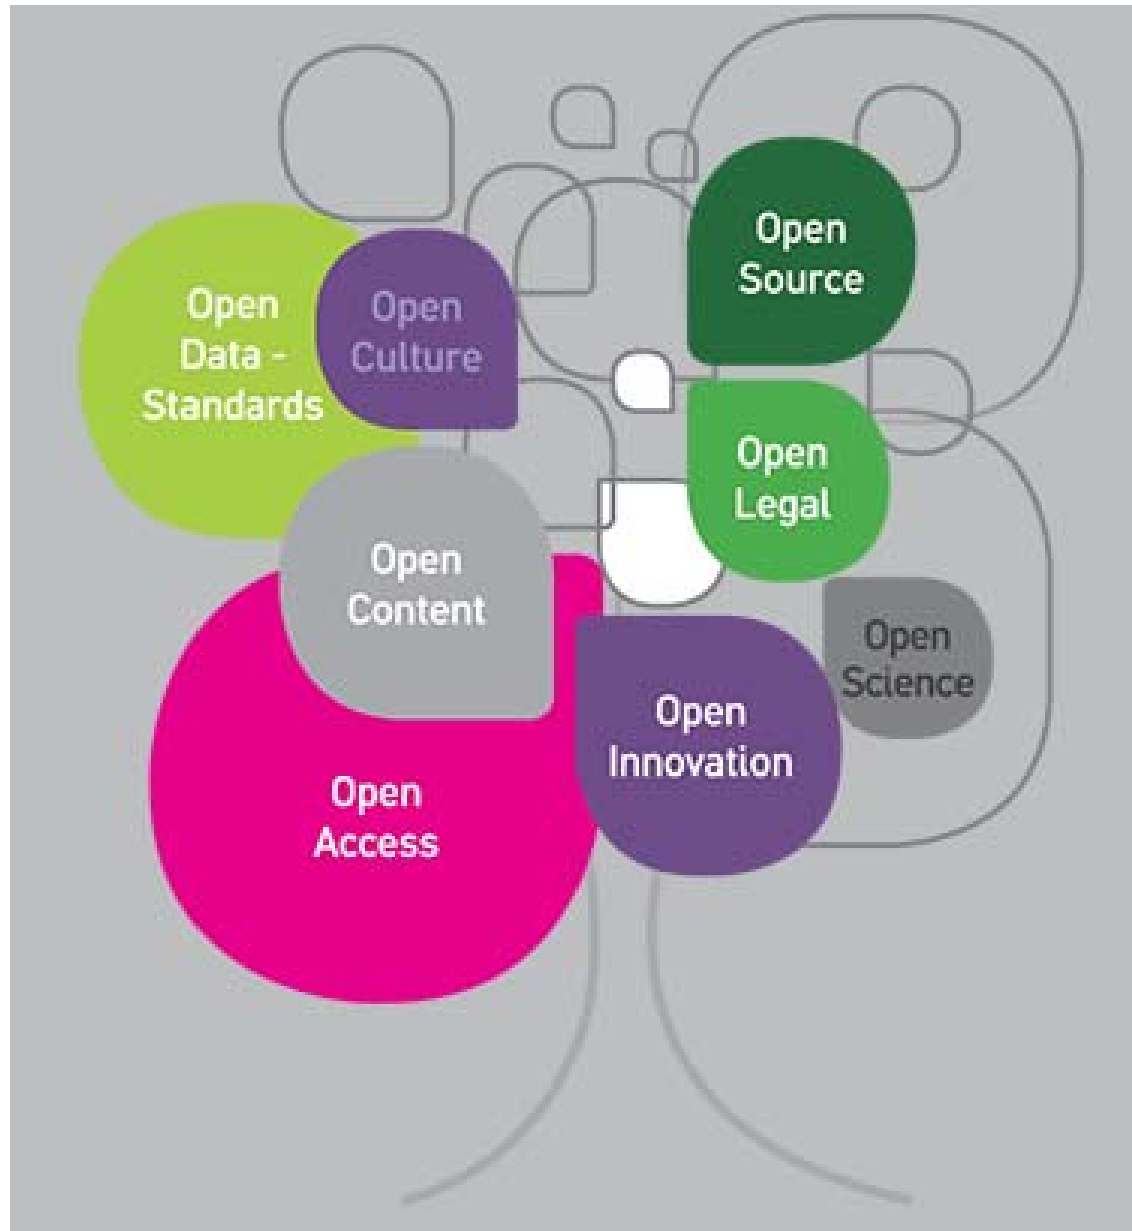 Open
Source
Open
Data -
Standards
Open
Culture
Open
Legal
Open
Content
Open
Science
Open
Innovation
Open
Access